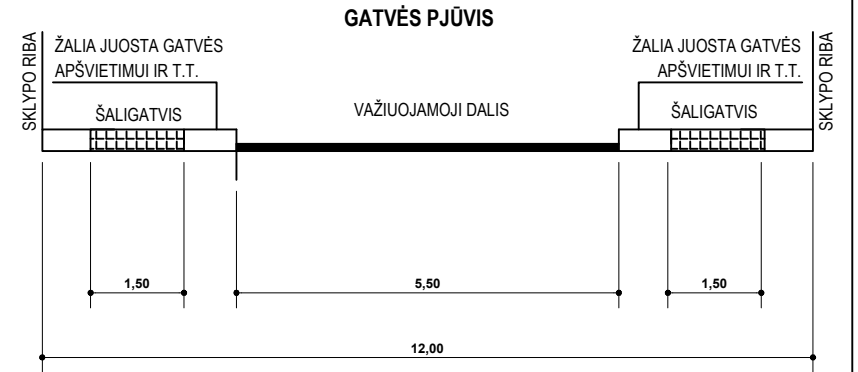 GATVĖS PJŪVIS
SKLYPO RIBA
ŽALIA JUOSTA GATVĖS
APŠVIETIMUI IR T.T.
ŠALIGATVIS
VAŽIUOJAMOJI DALIS
ŽALIA JUOSTA GATVĖS
APŠVIETIMUI IR T.T.
ŠALIGATVIS
SKLYPO RIBA
1,50
5,50
1,50
12,00